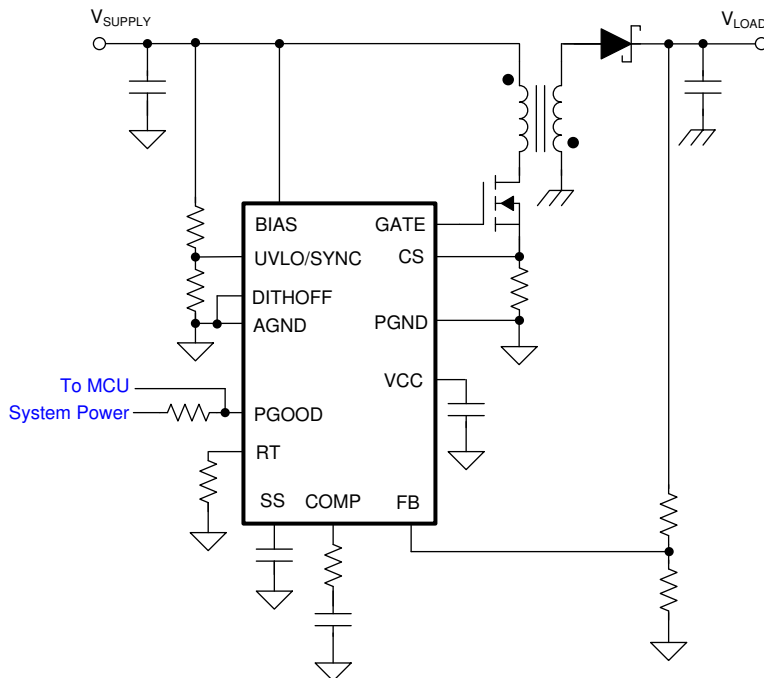 VSUPPLY
VLOAD
BIAS
GATE
UVLO/SYNC
CS
DITHOFF
AGND
PGND
VCC
To MCU
System Power
PGOOD
RT
SS
COMP
FB